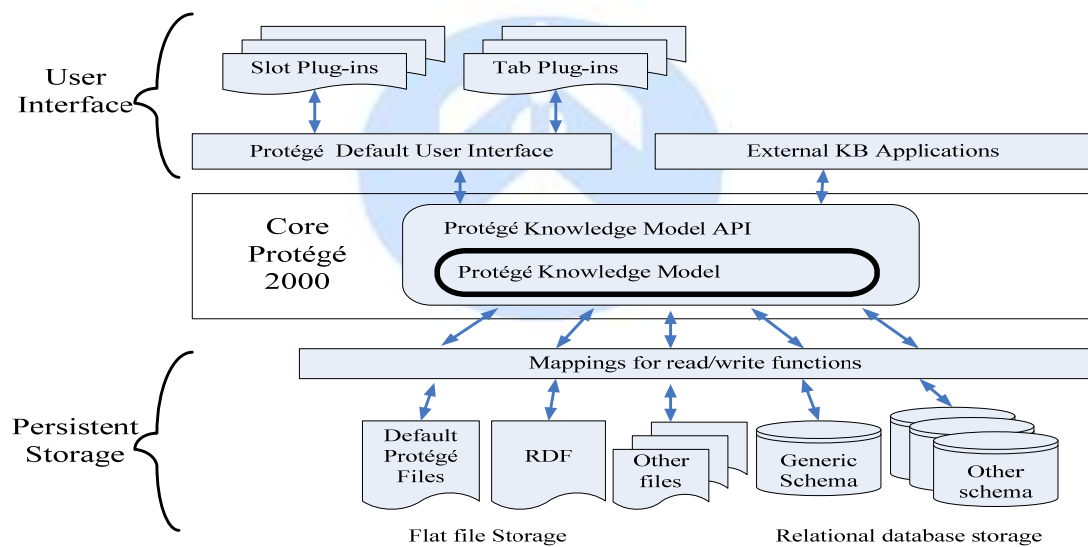 User
Interface
Slot Plug-ins
Tab Plug-ins
Protégé Default User Interface
External KB Applications
Core
Protégé
2000
Protégé Knowledge Model API
Protégé Knowledge Model
Mappings for read/write functions
Persistent
Storage
Default
Protégé
Files
RDF
Other
files
Generic
Schema
Other
schema
Flat file Storage
Relational database storage